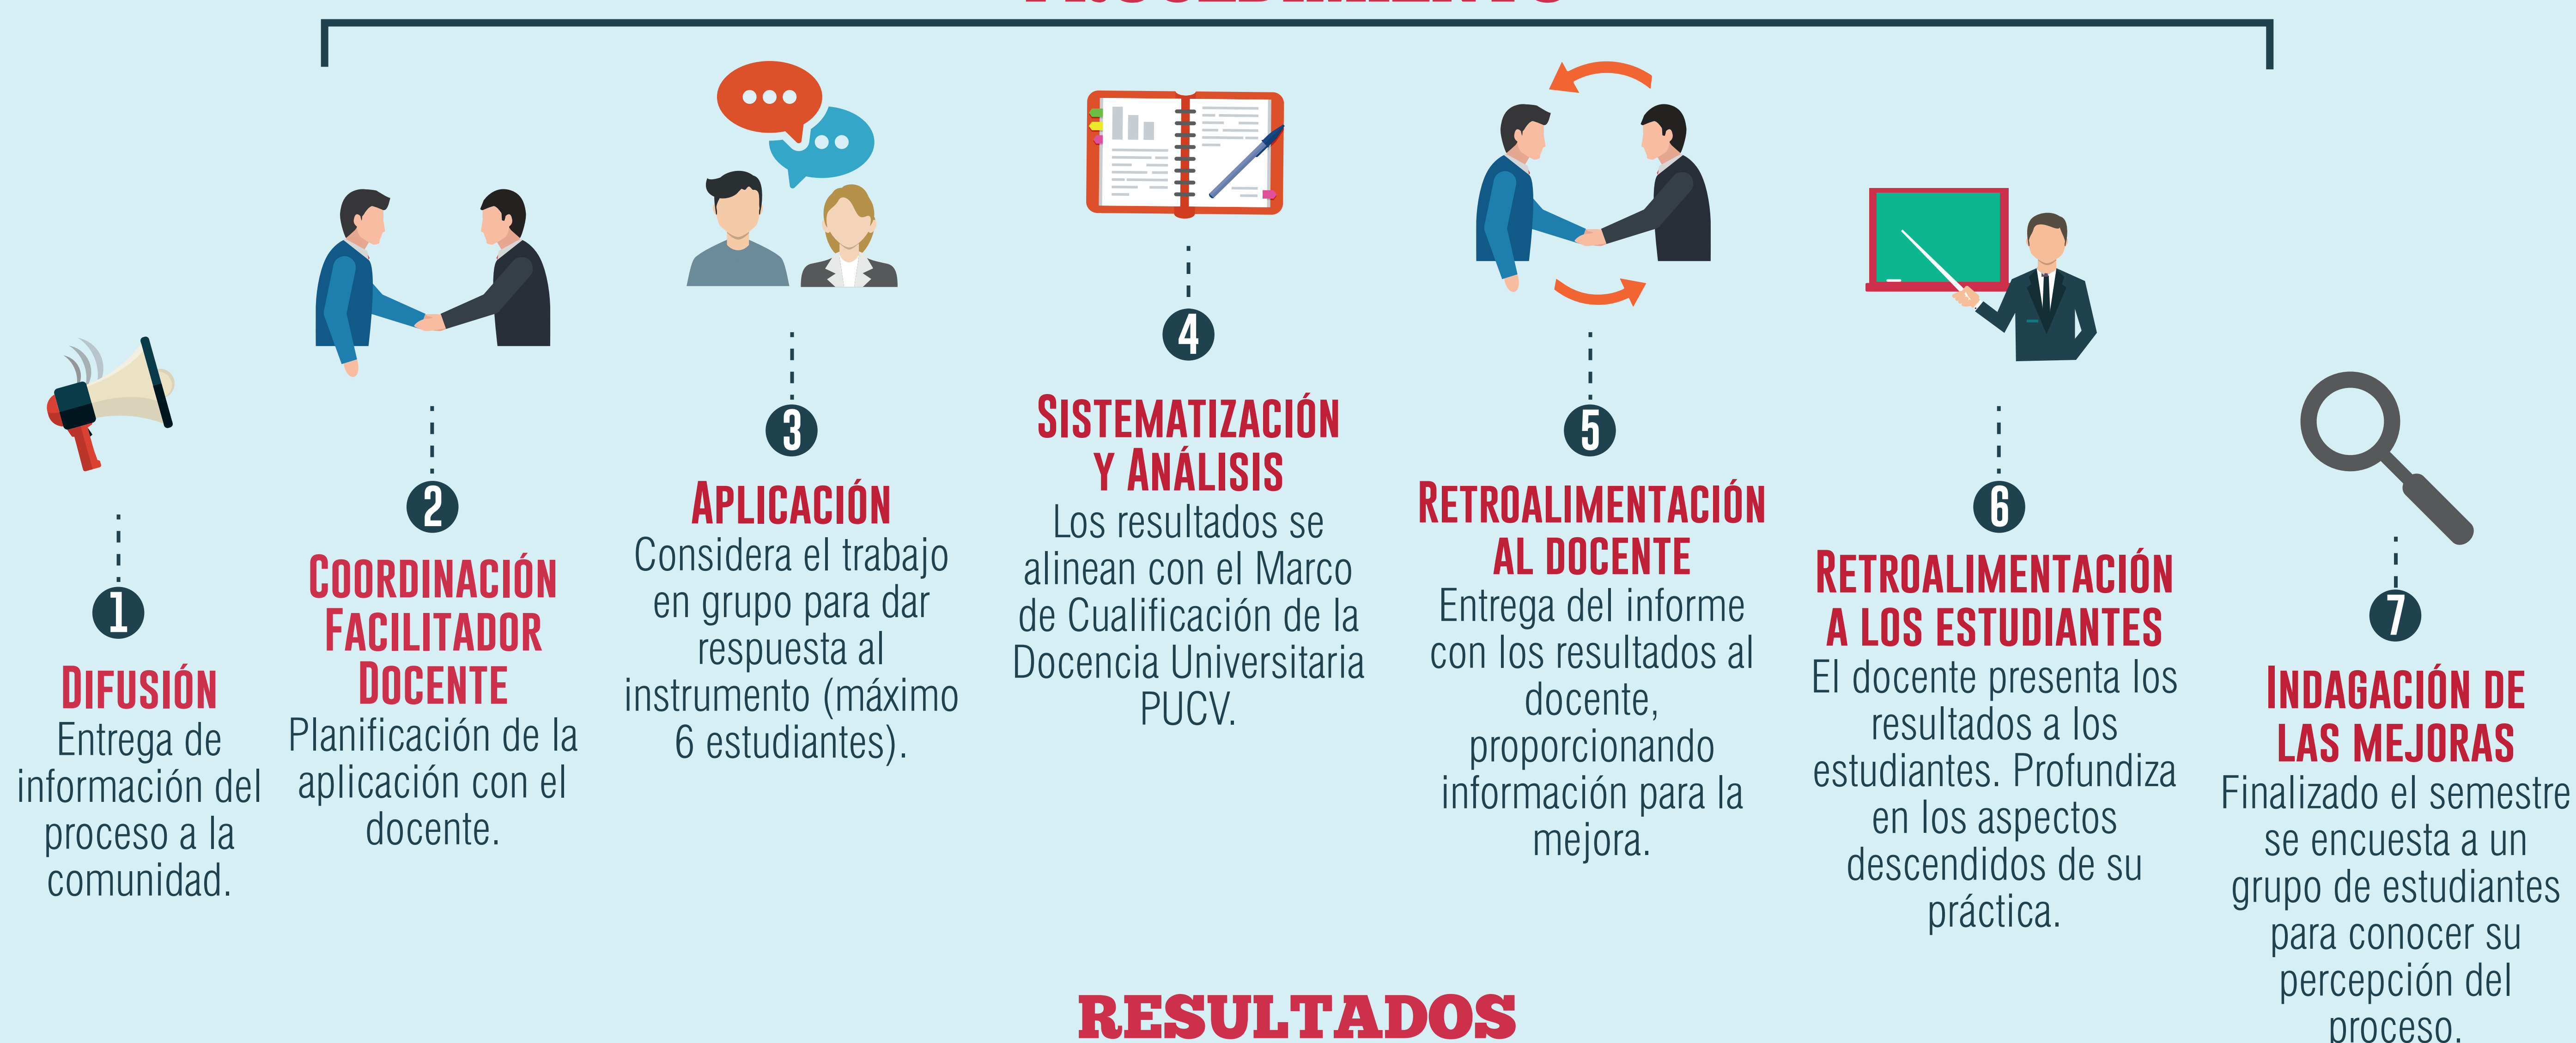 PROCEDIMIENTO
1
DIFUSIÓN
Entrega de
información del
proceso a la
comunidad.
2
COORDINACIÓN
FACILITADOR
DOCENTE
Planificación de la
aplicación con el
docente.
3
APLICACIÓN
Considera el trabajo
en grupo para dar
respuesta al
instrumento (máximo
6 estudiantes).
4
SISTEMATIZACIÓN
Y ANÁLISIS
Los resultados se
alinean con el Marco
de Cualificación de la
Docencia Universitaria
PUCV.
5
RETROALIMENTACIÓN
AL DOCENTE
Entrega del informe
con los resultados al
docente,
proporcionando
información para la
mejora.
6
RETROALIMENTACIÓN
A LOS ESTUDIANTES
El docente presenta los
resultados a los
estudiantes. Profundiza
en los aspectos
descendidos de su
práctica.
7
INDAGACIÓN DE
LAS MEJORAS
Finalizado el semestre
se encuesta a un
grupo de estudiantes
para conocer su
percepción del
proceso.
RESULTADOS